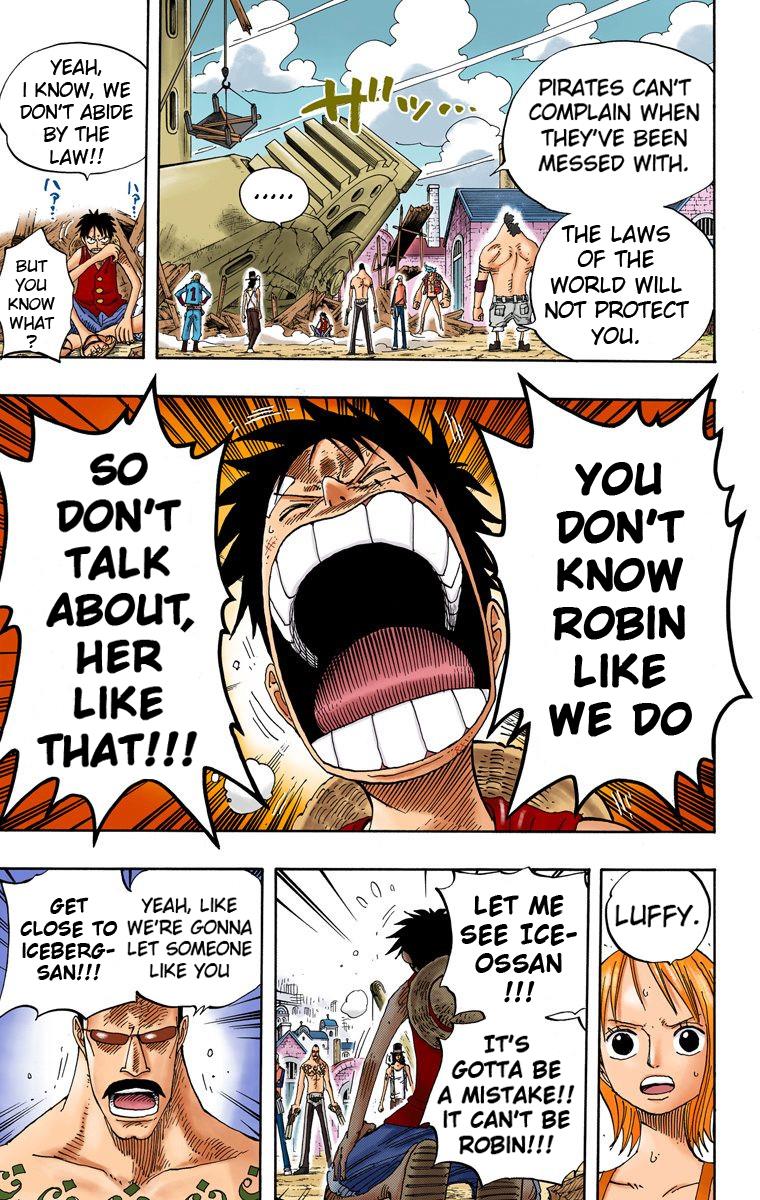 PIRATES CAN'T
COMPLAIN WHEN
THEY'VE BEEN
MESSED WITH.
THE LAWS
OF THE
WORLD WILL
NOT PROTECT
YOU.
ザッ...
.....
1
YEAH,
I KNOW, WE
DON'T ABIDE
BY THE
LAW!!
ハァ…
ハァ…
BUT
YOU
KNOW
WHAT
?
YOU
DON'T
KNOW
ROBIN
LIKE
WE DO
SO
DON'T
TALK
ABOUT,
HER
LIKE
THAT!!!
LUFFY.
LET ME
SEE ICE-
OSSAN
!!!
IT'S
GOTTA BE
A MISTAKE!!
IT CAN'T BE
ROBIN!!!
YEAH, LIKE
WE'RE GONNA
LET SOMEONE
LIKE YOU
GET
CLOSE TO
ICEBERG-
SAN!!!